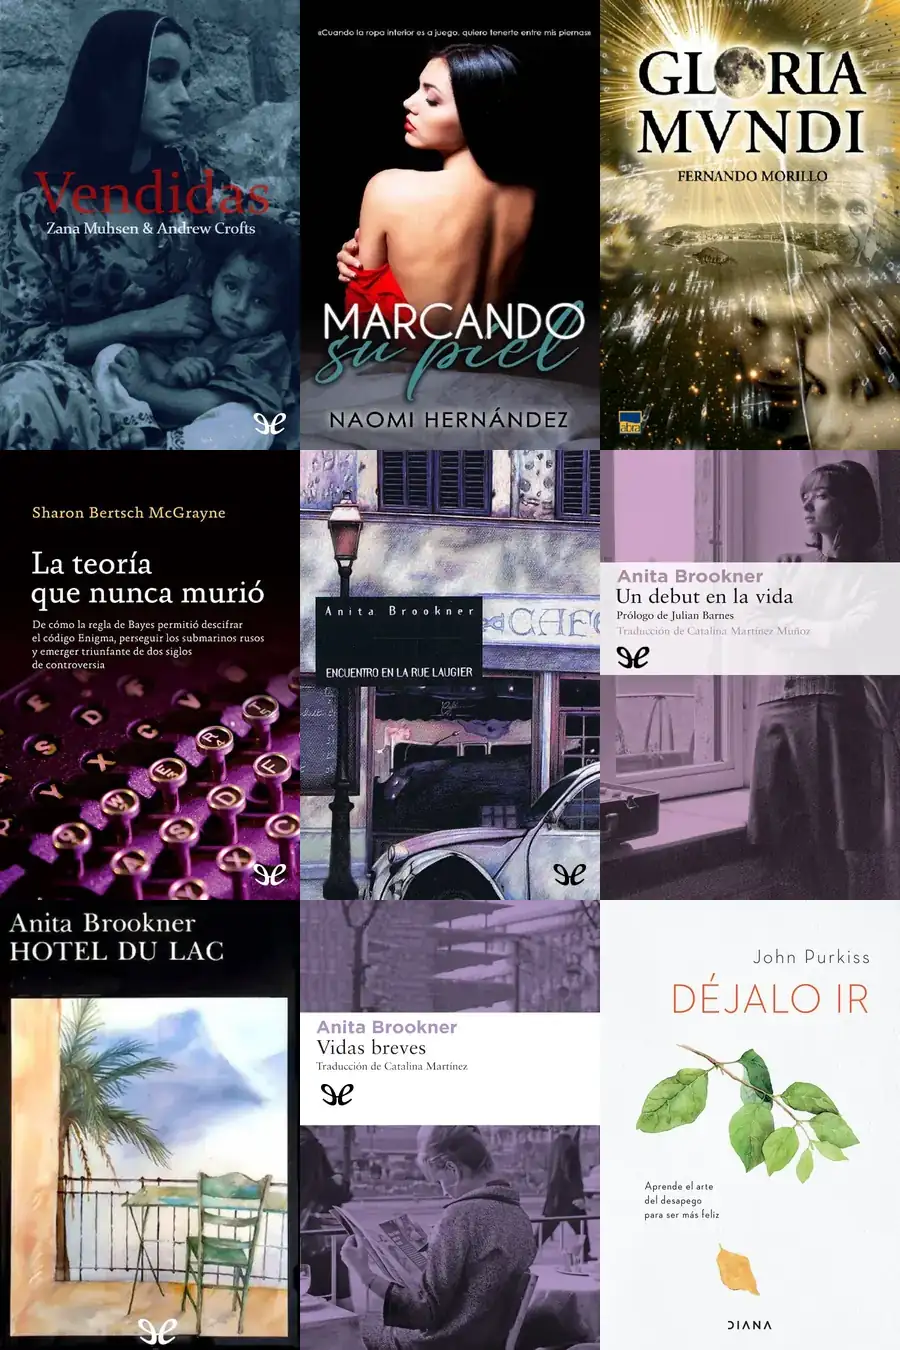 Vendidas
Zana Muhsen & Andrew Crofts
«Cuando la ropa interior es a juego, quiero tenerte entre mis piernas»
MARCANDO
su piel
NAOMI HERNÁNDEZ
GLORIA
MVNDI
FERNANDO MORILLO
abra
Sharon Bertsch McGrayne
La teoría
que nunca murió
De cómo la regla de Bayes permitió descifrar
el código Enigma, perseguir los submarinos rusos
y emerger triunfante de dos siglos
de controversia
Anita Brookner
ENCUENTRO EN LA RUE LAUGIER
CAFÉ
Anita Brookner
Un debut en la vida
Prólogo de Julian Barnes
Traducción de Catalina Martínez Muñoz
Anita Brookner
HOTEL DU LAC
Anita Brookner
Vidas breves
Traducción de Catalina Martínez
John Purkiss
DÉJALO IR
Aprende el arte
del desapego
para ser más feliz
DIANA